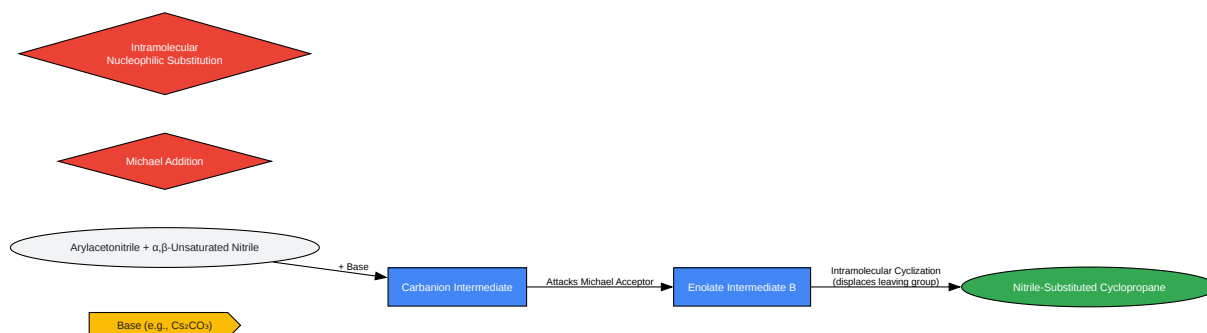 Intramolecular
Nucleophilic Substitution
Michael Addition
Arylacetonitrile + α,β-Unsaturated Nitrile
+ Base
Carbanion Intermediate
Attacks Michael Acceptor
Enolate Intermediate B
Intramolecular Cyclization
(displaces leaving group)
Nitrile-Substituted Cyclopropane
Base (e.g., Cs₂CO₃)